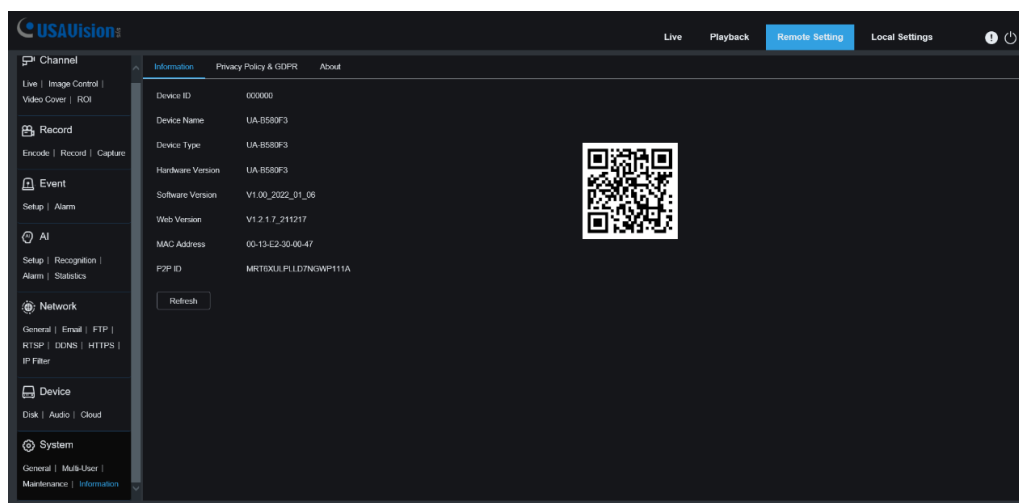 USAVision
Live Playback Remote Setting Local Settings
Channel
Live | Image Control |
Video Cover | ROI
Record
Encode | Record | Capture
Event
Setup | Alarm
AI
Setup | Recognition |
Alarm | Statistics
Network
General | Email | FTP |
RTSP | DDNS | HTTPS |
IP Filter
Device
Disk | Audio | Cloud
System
General | Multi-User |
Maintenance | Information
Information Privacy Policy & GDPR About
Device ID 000000
Device Name UA-B580F3
Device Type UA-B580F3
Hardware Version UA-B580F3
Software Version V1.00_2022_01_06
Web Version V1.2.1.7_211217
MAC Address 00-13-E2-30-00-47
P2P ID MRT6XULPLLD7NGWP111A
Refresh